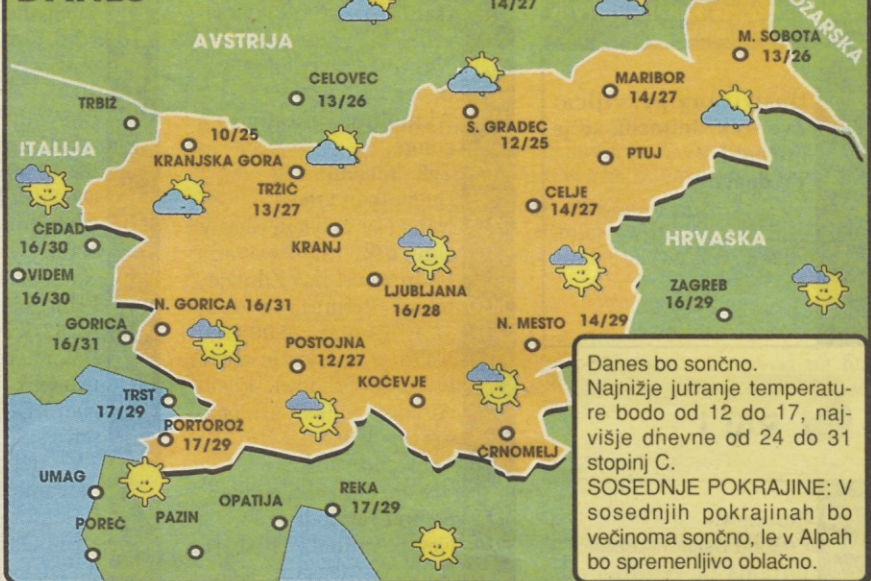 DANES
14/27
AVSTRIJA
M. SOBOTA
13/26
CELOVEC
13/26
MARIBOR
14/27
TRBIŽ
10/25
KRANJSKA GORA
S. GRADEC
12/25
PTUJ
ITALIJA
TRŽIČ
13/27
CELJE
14/27
ČEDAD
16/30
KRANJ
HRVAŠKA
VIDEM
16/30
LJUBLJANA
16/28
ZAGREB
16/29
N. GORICA 16/31
GORICA
16/31
N. MESTO 14/29
POSTOJNA
12/27
KOČEVJE
TRST
17/29
PORTOROŽ
17/29
ČRNOMELJ
UMAG
OPATIJA
REKA
17/29
POREČ
PAZIN
Danes bo sončno.
Najnižje jutranje temperatu-
re bodo od 12 do 17, naj-
višje dnevne od 24 do 31
stopinj C.
SOSEDNJE POKRAJINE: V
sosednjih pokrajinah bo
večinoma sončno, le v Alpah
bo spremenljivo oblačno.